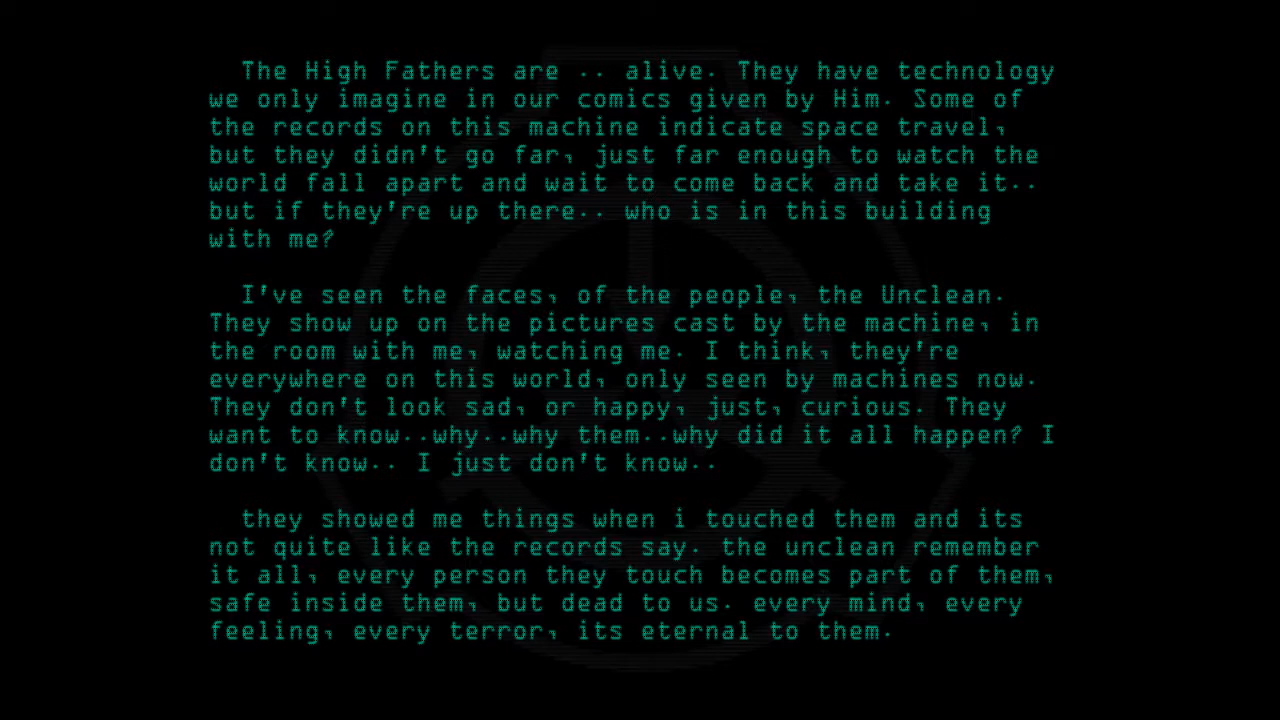 The High Fathers are .. alive. They have technology
we only imagine in our comics given by Him. Some of
the records on this machine indicate space travel,
but they didn't go far, just far enough to watch the
world fall apart and wait to come back and take it..
but if they're up there.. who is in this building
with me?
I've seen the faces, of the people, the Unclean.
They show up on the pictures cast by the machine, in
the room with me, watching me. I think, they're
everywhere on this world, only seen by machines now.
They don't look sad, or happy, just, curious. They
want to know..why..why them..why did it all happen? I
don't know.. I just don't know..
they showed me things when i touched them and its
not quite like the records say. the unclean remember
it all, every person they touch becomes part of them,
safe inside them, but dead to us. every mind, every
feeling, every terror, its eternal to them.